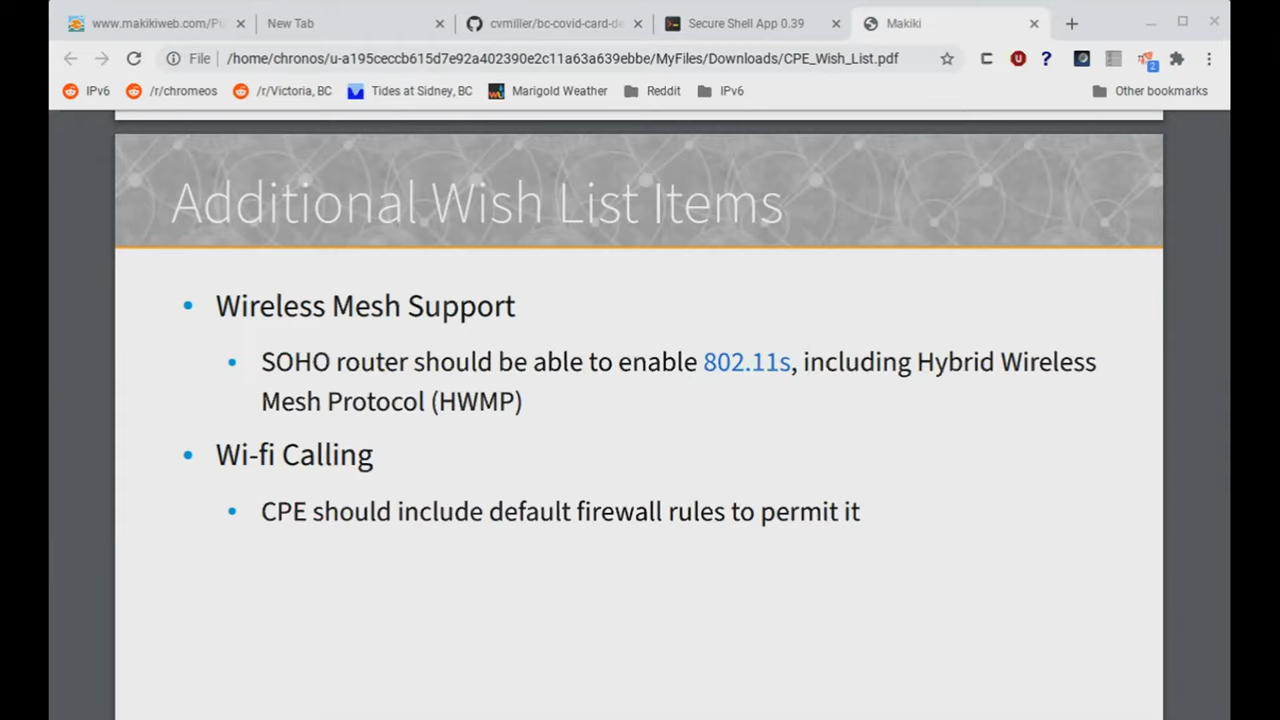 www.makikiweb.com/Pi
New Tab
cvmiller/bc-covid-card-de
Secure Shell App 0.39
Makiki
File
/home/chronos/u-a195cccb615d7e92a402390e2c11a63a639ebbe/MyFiles/Downloads/CPE_Wish_List.pdf
2
IPv6
/r/chromeos
/r/Victoria, BC
Tides at Sidney, BC
Marigold Weather
Reddit
IPv6
Other bookmarks
Additional Wish List Items
• Wireless Mesh Support
• SOHO router should be able to enable 802.11s, including Hybrid Wireless
Mesh Protocol (HWMP)
• Wi-fi Calling
• CPE should include default firewall rules to permit it